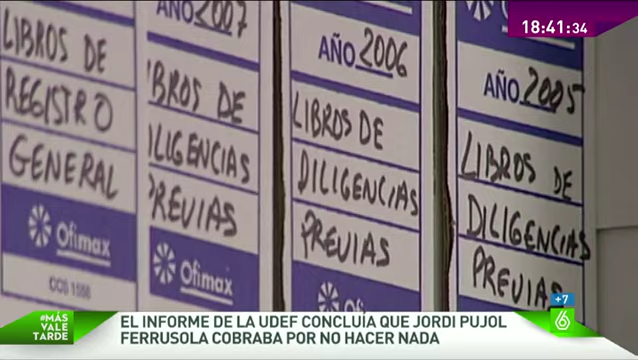 18:41:34
LIBROS DE
REGISTRO
GENERAL
Ofimax
AÑO 2007
LIBROS DE
DILIGENCIAS
PREVIAS
Ofimax
AÑO 2006
LIBROS DE
DILIGENCIAS
PREVIAS
AÑO 2005
LIBROS DE
DILIGENCIAS
PREVIAS
+7
6
#MÁS
VALE
TARDE
EL INFORME DE LA UDEF CONCLUÍA QUE JORDI PUJOL
FERRUSOLA COBRABA POR NO HACER NADA